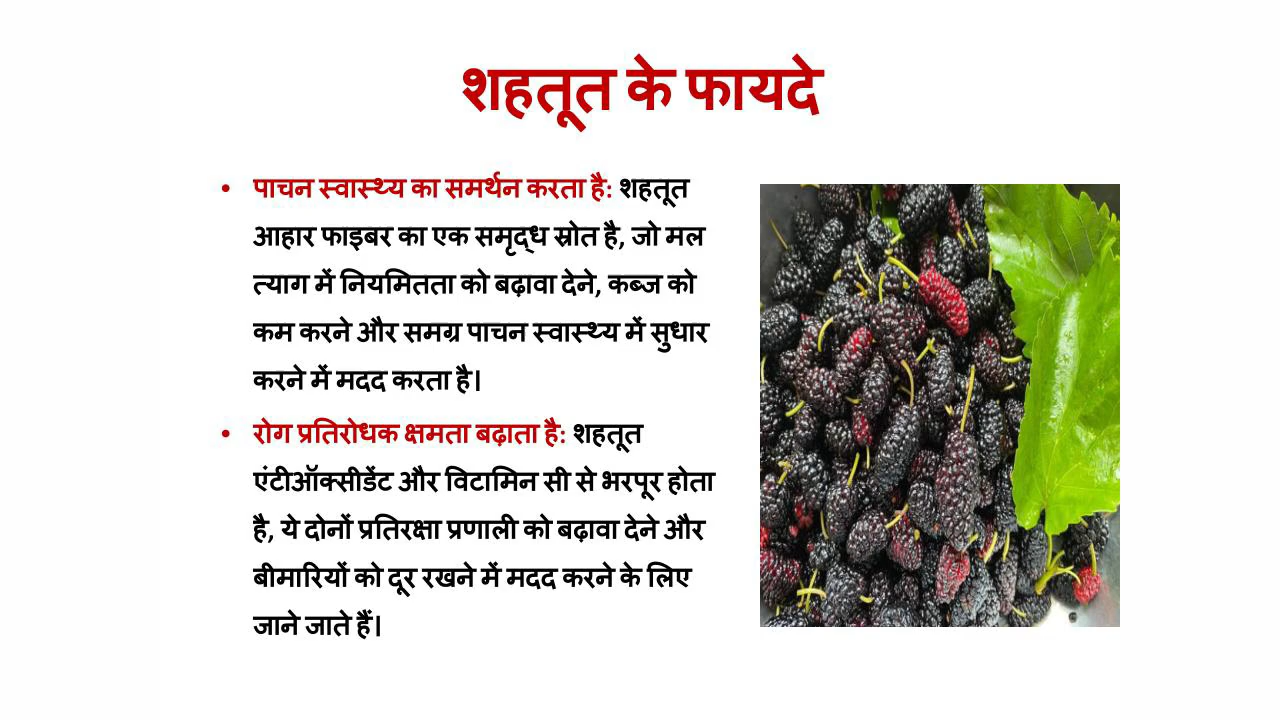 शहतूत के फायदे
• पाचन स्वास्थ्य का समर्थन करता है: शहतूत
आहार फाइबर का एक समृद्ध स्रोत है, जो मल
त्याग में नियमितता को बढ़ावा देने, कब्ज को
कम करने और समग्र पाचन स्वास्थ्य में सुधार
करने में मदद करता है।
• रोग प्रतिरोधक क्षमता बढ़ाता है: शहतूत
एंटीऑक्सीडेंट और विटामिन सी से भरपूर होता
है, ये दोनों प्रतिरक्षा प्रणाली को बढ़ावा देने और
बीमारियों को दूर रखने में मदद करने के लिए
जाने जाते हैं।